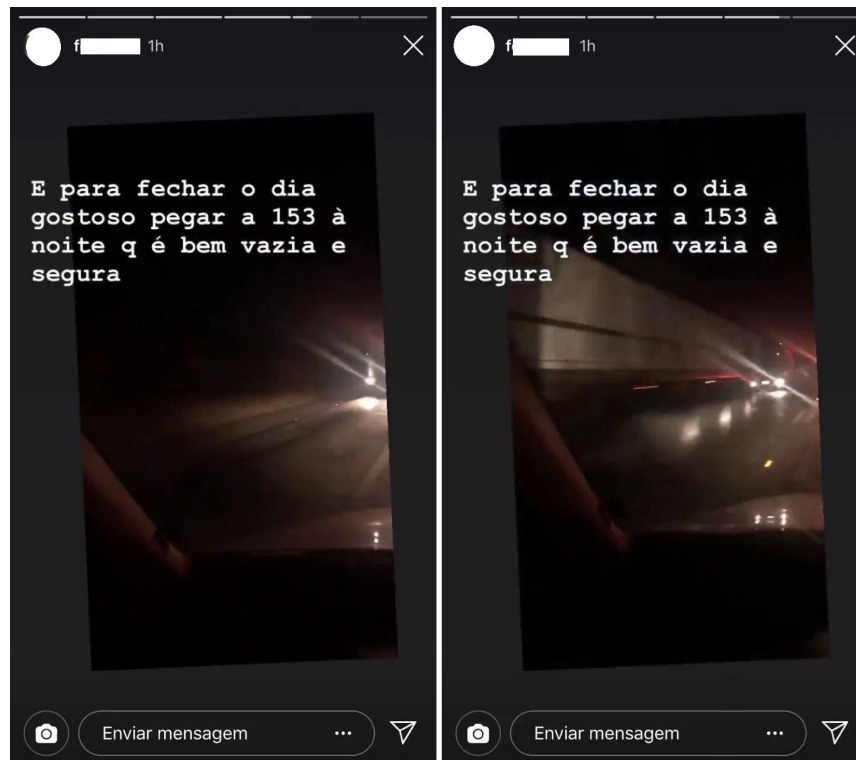 f
1h
E para fechar o dia
gostoso pegar a 153 à
noite q é bem vazia e
segura
Enviar mensagem
f
1h
E para fechar o dia
gostoso pegar a 153 à
noite q é bem vazia e
segura
Enviar mensagem